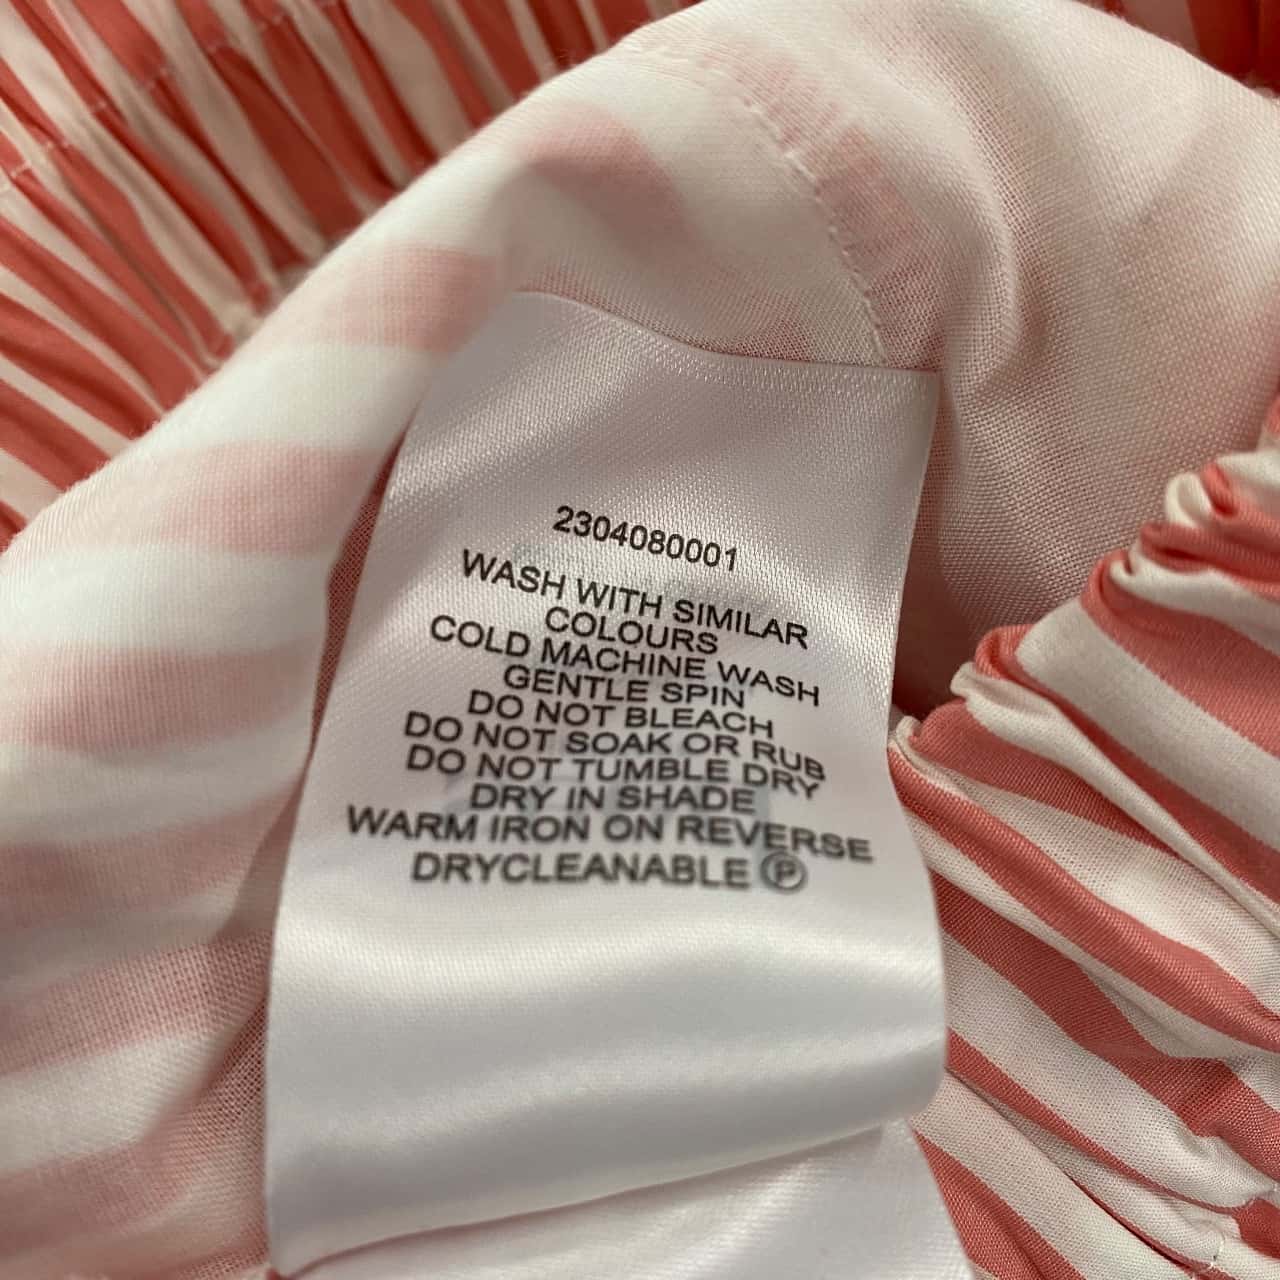 2304080001
WASH WITH SIMILAR
COLOURS
COLD MACHINE WASH
GENTLE SPIN
DO NOT BLEACH
DO NOT SOAK OR RUB
DO NOT TUMBLE DRY
DRY IN SHADE
WARM IRON ON REVERSE
DRYCLEANABLE Ⓟ